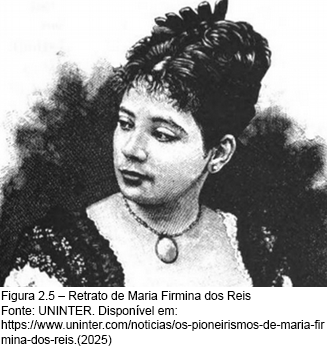 Figura 2.5 – Retrato de Maria Firmina dos Reis
Fonte: UNINTER. Disponível em:
https://www.uninter.com/noticias/os-pioneirismos-de-maria-fir
mina-dos-reis.(2025)